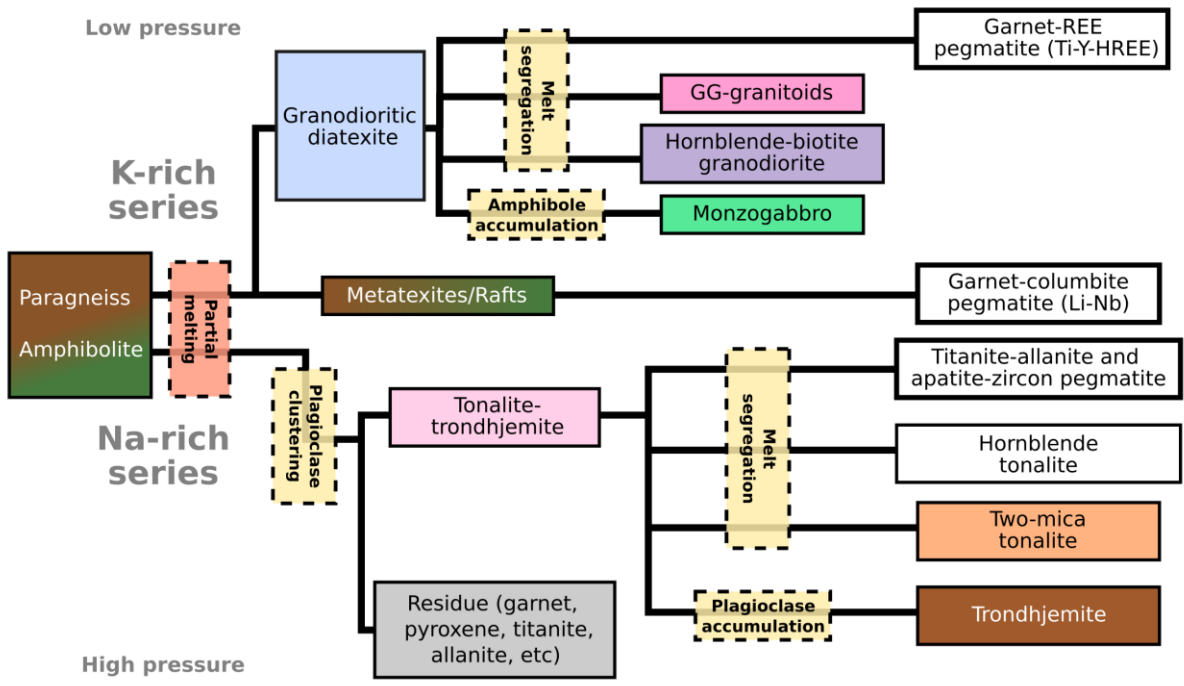 Low pressure
Garnet-REE
pegmatite (Ti-Y-HREE)
Melt
segregation
GG-granitoids
Granodioritic
diatexite
Hornblende-biotite
granodiorite
K-rich
series
Amphibole
accumulation
Monzogabbro
Paragneiss
Amphibolite
Partial
melting
Metatexites/Rafts
Garnet-columbite
pegmatite (Li-Nb)
Na-rich
series
Plagioclase
clustering
Tonalite-
trondhjemite
Melt
segregation
Titanite-allanite and
apatite-zircon pegmatite
Hornblende
tonalite
Two-mica
tonalite
Residue (garnet,
pyroxene, titanite,
allanite, etc)
Plagioclase
accumulation
Trondhjemite
High pressure